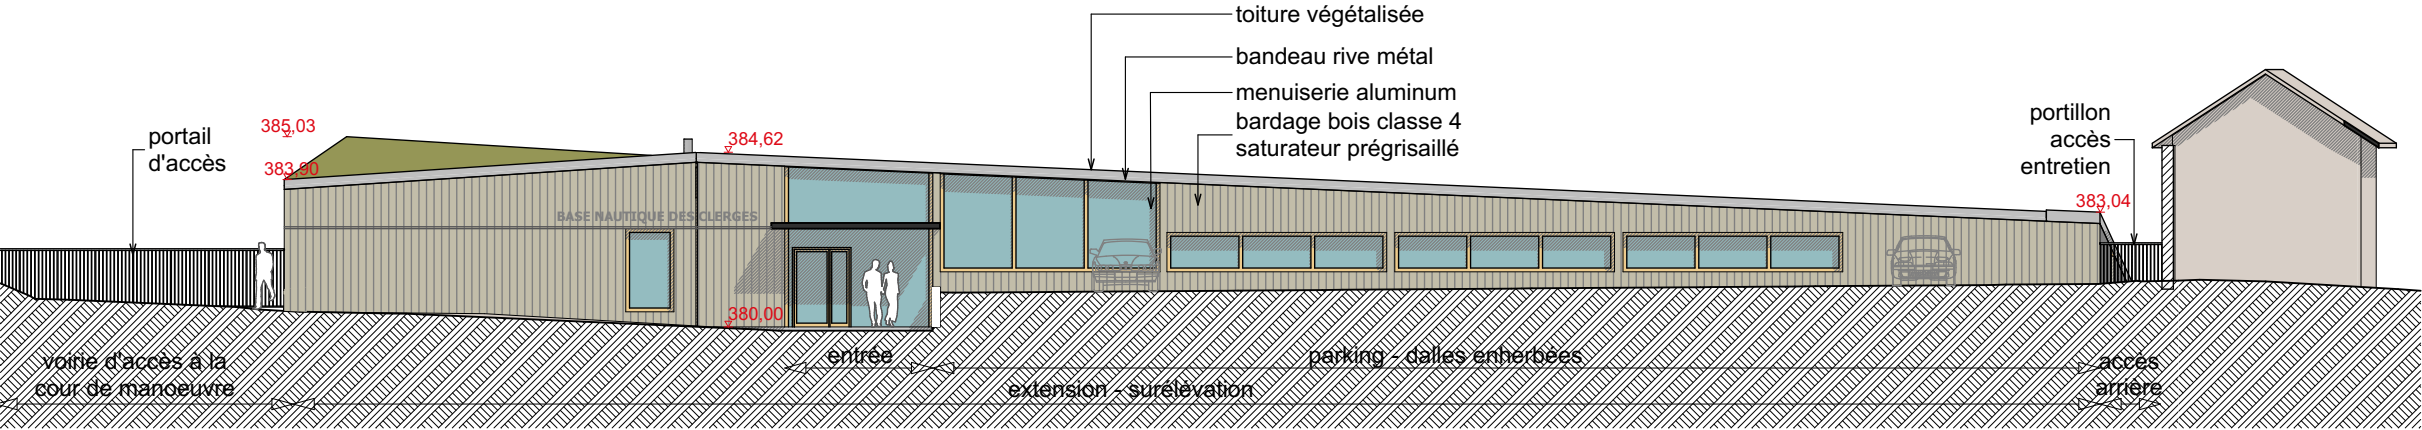 toiture végétalisée
bandeau rive métal
menuiserie aluminum
bardage bois classe 4
saturateur prégrisaillé
portail
d'accès
385,03
383,90
384,62
portillon
accès
entretien
383,04
BASE NAUTIQUE DES CLERGES
380,00
voirie d'accès à la
cour de manoeuvre
entrée
parking - dalles enherbées
extension - surélévation
accès
arrière